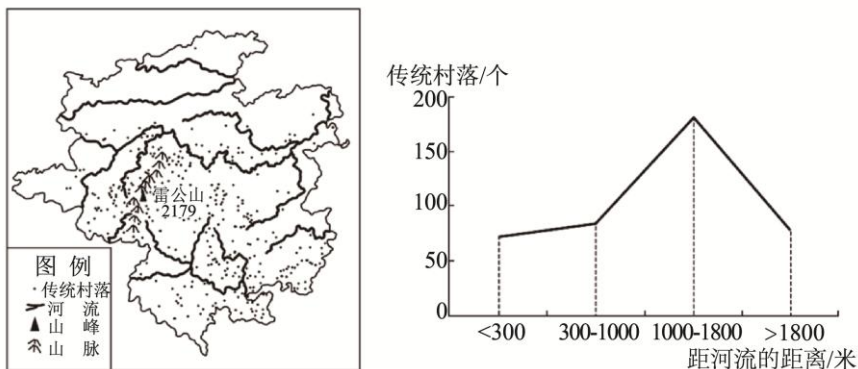 雷公山
2179
图 例
传统村落
河 流
山 峰
山 脉
传统村落/个
200
150
100
50
0
<300
300-1000
1000-1800
>1800
距河流的距离/米